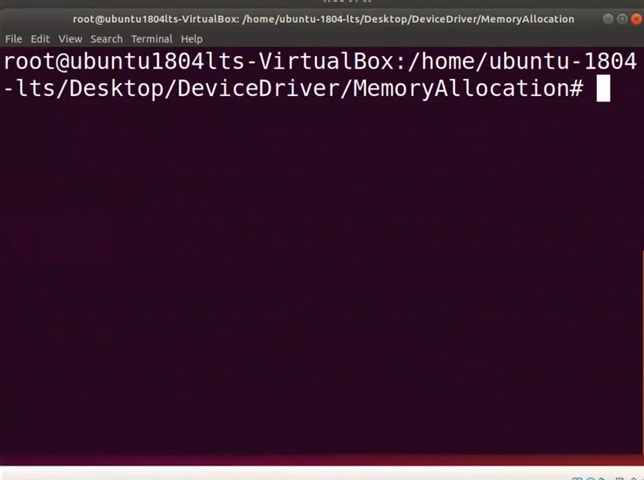 root@ubuntu1804lts-VirtualBox: /home/ubuntu-1804-lts/Desktop/DeviceDriver/MemoryAllocation
File Edit View Search Terminal Help
root@ubuntu1804lts-VirtualBox:/home/ubuntu-1804
-lts/Desktop/DeviceDriver/MemoryAllocation#